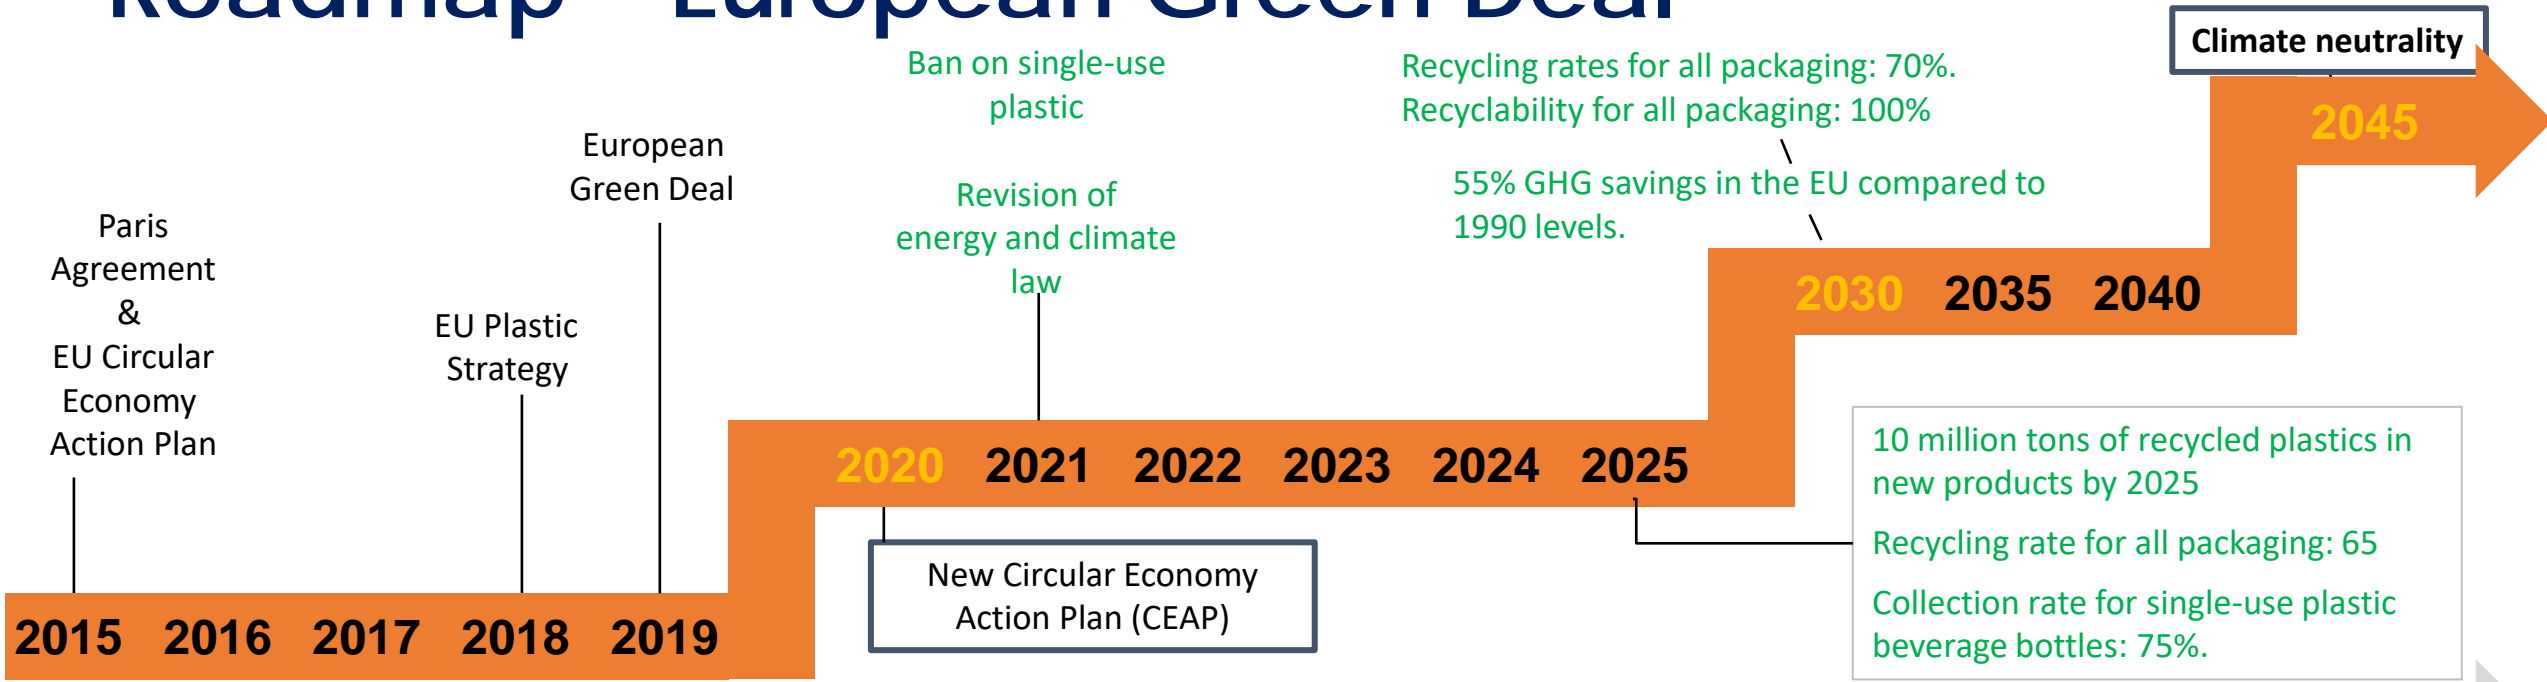 Roadmap - European Green Deal
Climate neutrality
Ban on single-use
plastic
Recycling rates for all packaging: 70%.
Recyclability for all packaging: 100%
2045
European
Green Deal
Revision of
energy and climate
law
55% GHG savings in the EU compared to
1990 levels.
Paris
Agreement
&
EU Circular
Economy
Action Plan
EU Plastic
Strategy
2030 2035 2040
2020 2021 2022 2023 2024 2025
10 million tons of recycled plastics in
new products by 2025
Recycling rate for all packaging: 65
Collection rate for single-use plastic
beverage bottles: 75%.
New Circular Economy
Action Plan (CEAP)
2015 2016 2017 2018 2019